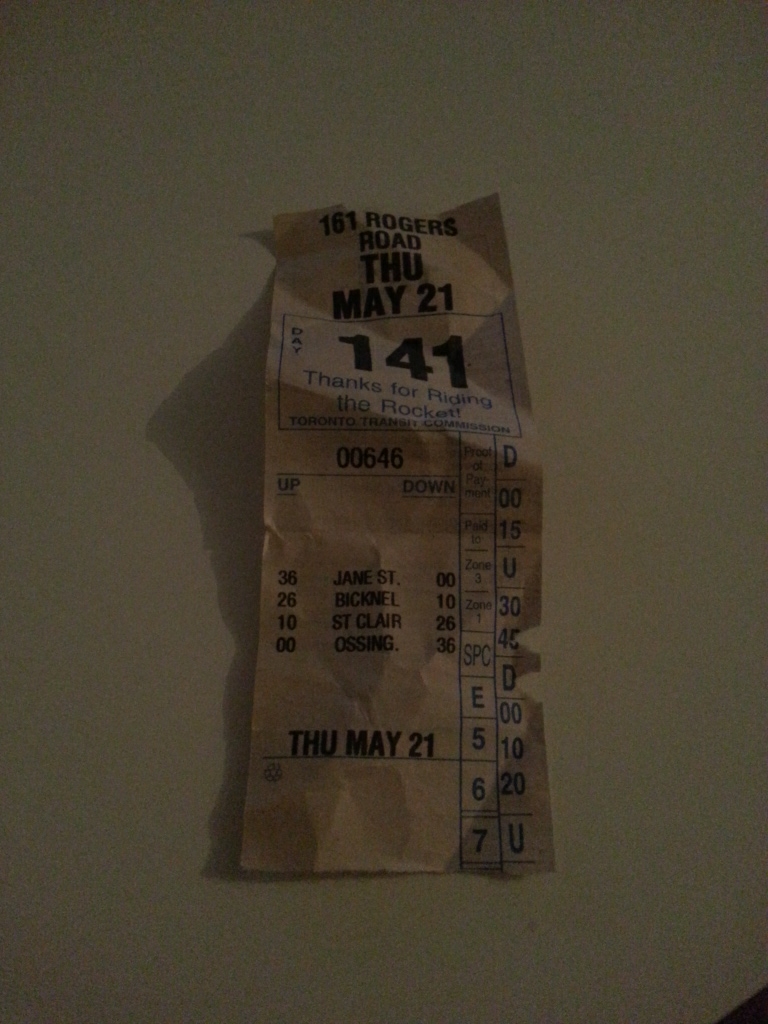 161 ROGERS
ROAD
THU
MAY 21
DAY
141
Thanks for Riding
the Rocket!
TORONTO TRANSIT COMMISSION
00646
UP DOWN
36 JANE ST. 00
26 BICKNEL 10
10 ST CLAIR 26
00 OSSING. 36
THU MAY 21
Proof
of
Pay
ment
Paid
to
Zone
3
Zone
1
SPC
E
5
6
7
D
00
15
U
30
45
D
00
10
20
U